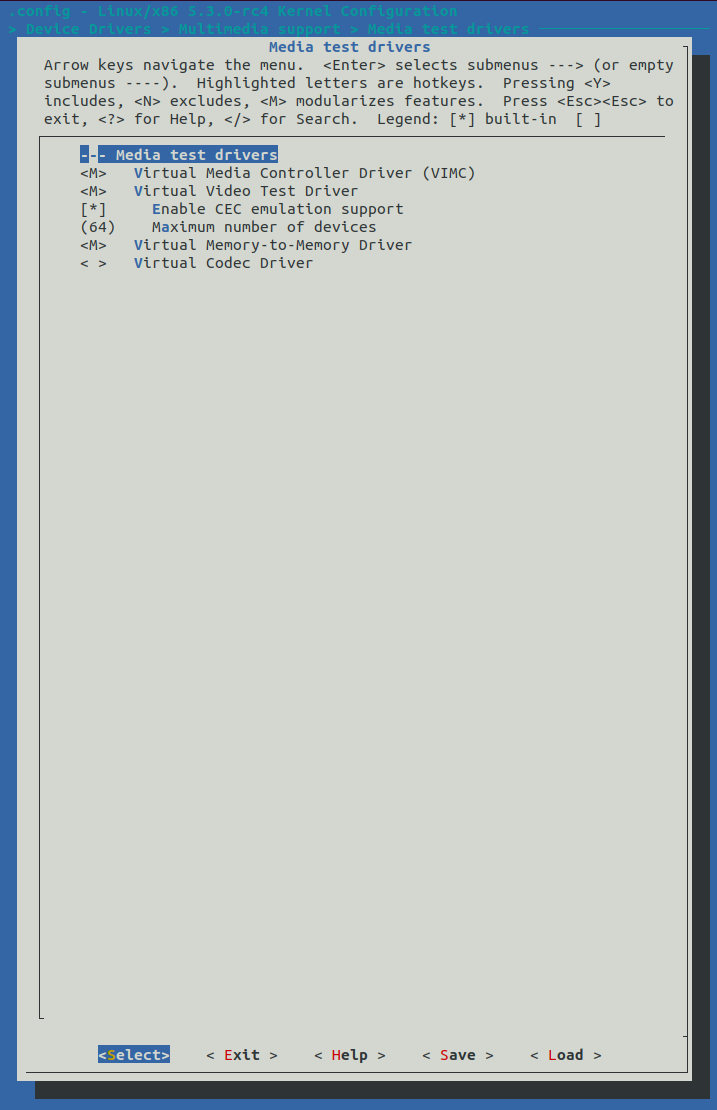 .config - Linux/x86 5.3.0-rc4 Kernel Configuration
> Device Drivers > Multimedia support > Media test drivers
Media test drivers
Arrow keys navigate the menu.  <Enter> selects submenus ---> (or empty
submenus ----).  Highlighted letters are hotkeys.  Pressing <Y>
includes, <N> excludes, <M> modularizes features.  Press <Esc><Esc> to
exit, <?> for Help, </> for Search.  Legend: [*] built-in  [ ]
--- Media test drivers
<M>   Virtual Media Controller Driver (VIMC)
<M>   Virtual Video Test Driver
[*]     Enable CEC emulation support
(64)    Maximum number of devices
<M>   Virtual Memory-to-Memory Driver
< >   Virtual Codec Driver
<Select>    < Exit >    < Help >    < Save >    < Load >